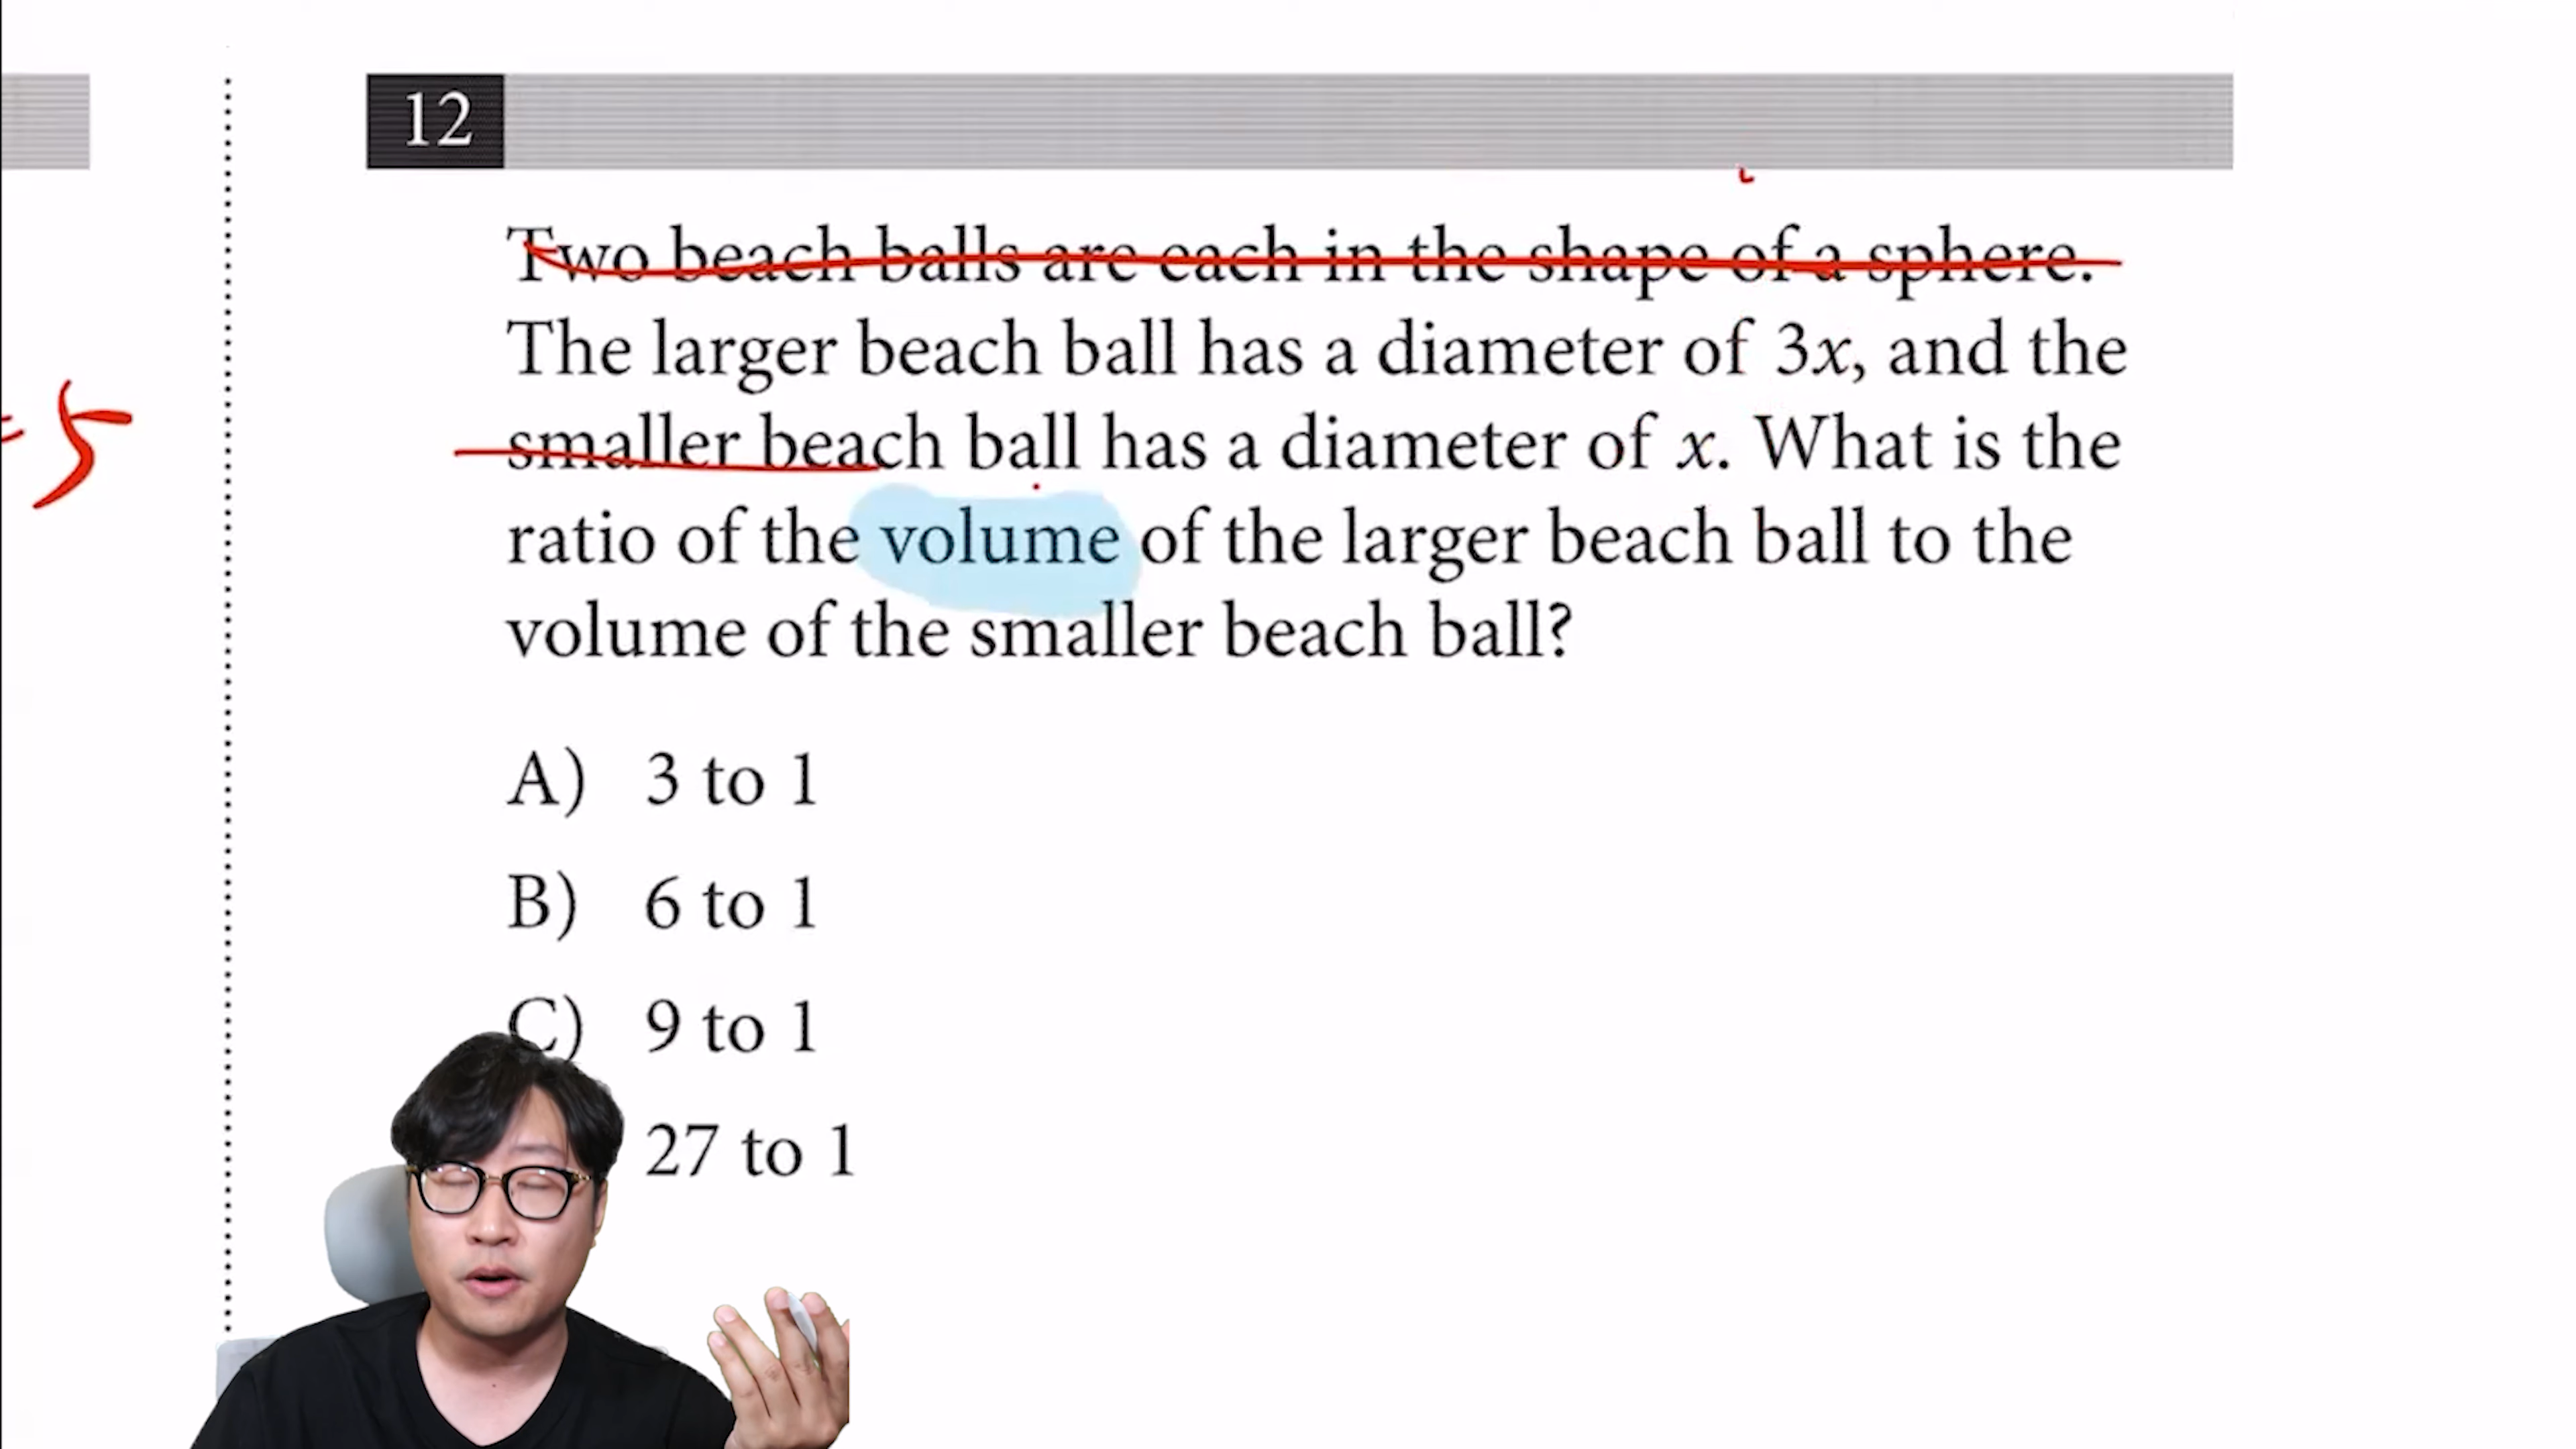 12
Two beach balls are each in the shape of a sphere.
The larger beach ball has a diameter of 3x, and the
smaller beach ball has a diameter of x. What is the
ratio of the volume of the larger beach ball to the
volume of the smaller beach ball?
A) 3 to 1
B) 6 to 1
C) 9 to 1
27 to 1
=5